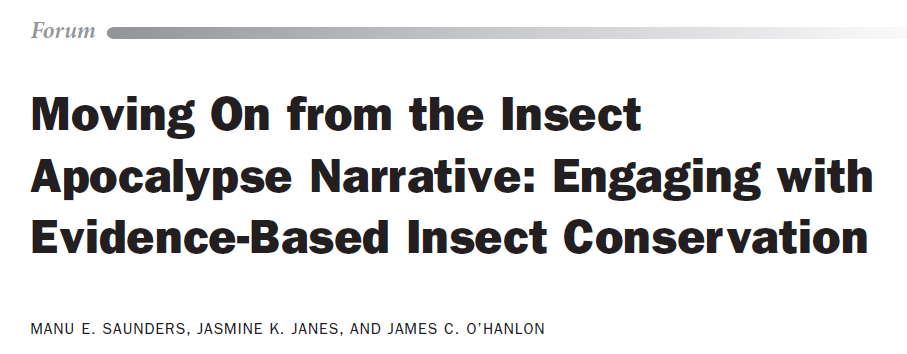 Forum
Moving On from the Insect
Apocalypse Narrative: Engaging with
Evidence-Based Insect Conservation
MANU E. SAUNDERS, JASMINE K. JANES, AND JAMES C. O'HANLON